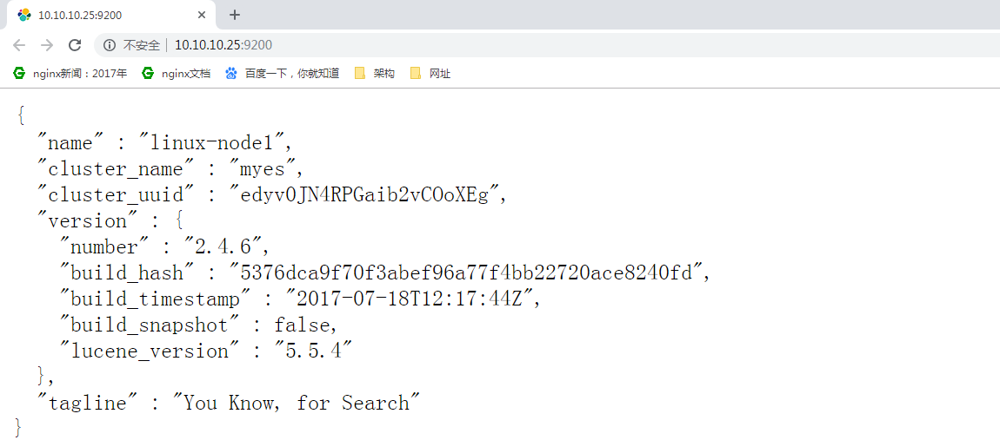 10.10.10.25:9200
不安全 10.10.10.25:9200
nginx新闻：2017年 nginx文档 百度一下，你就知道 架构 网址
{
"name" : "linux-node1",
"cluster_name" : "myes",
"cluster_uuid" : "edyv0JN4RPGaib2vCOoXEg",
"version" : {
"number" : "2.4.6",
"build_hash" : "5376dca9f70f3abef96a77f4bb22720ace8240fd",
"build_timestamp" : "2017-07-18T12:17:44Z",
"build_snapshot" : false,
"lucene_version" : "5.5.4"
},
"tagline" : "You Know, for Search"
}